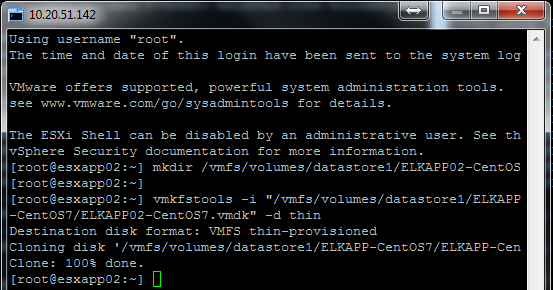 10.20.51.142
Using username "root".
The time and date of this login have been sent to the system log
VMware offers supported, powerful system administration tools.
see www.vmware.com/go/sysadmintools for details.
The ESXi Shell can be disabled by an administrative user. See th
vSphere Security documentation for more information.
[root@esxapp02:~] mkdir /vmfs/volumes/datastore1/ELKAPP02-CentOS
[root@esxapp02:~]
[root@esxapp02:~] vmkfstools -i "/vmfs/volumes/datastore1/ELKAPP
-CentOS7/ELKAPP02-CentOS7.vmdk" -d thin
Destination disk format: VMFS thin-provisioned
Cloning disk '/vmfs/volumes/datastore1/ELKAPP-CentOS7/ELKAPP-Cen
Clone: 100% done.
[root@esxapp02:~]